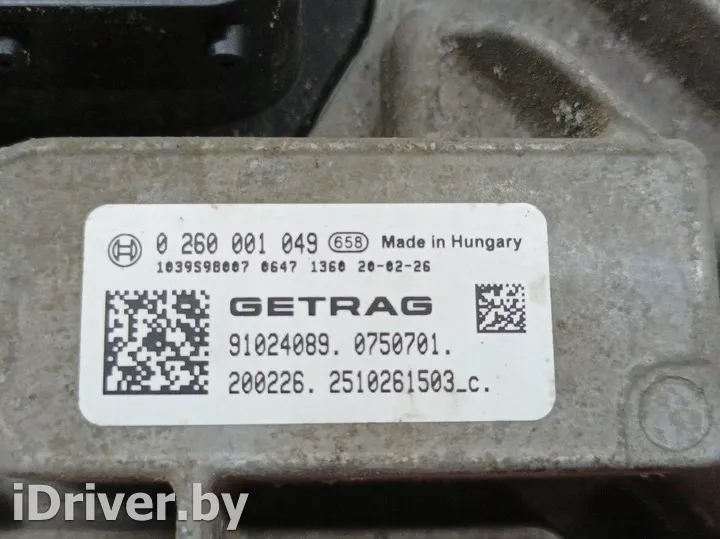 0 260 001 049 658 Made in Hungary
1039S98007 0647 1360 20-02-26
GETRAG
91024089. 0750701.
200226. 2510261503_c.
iDriver.by